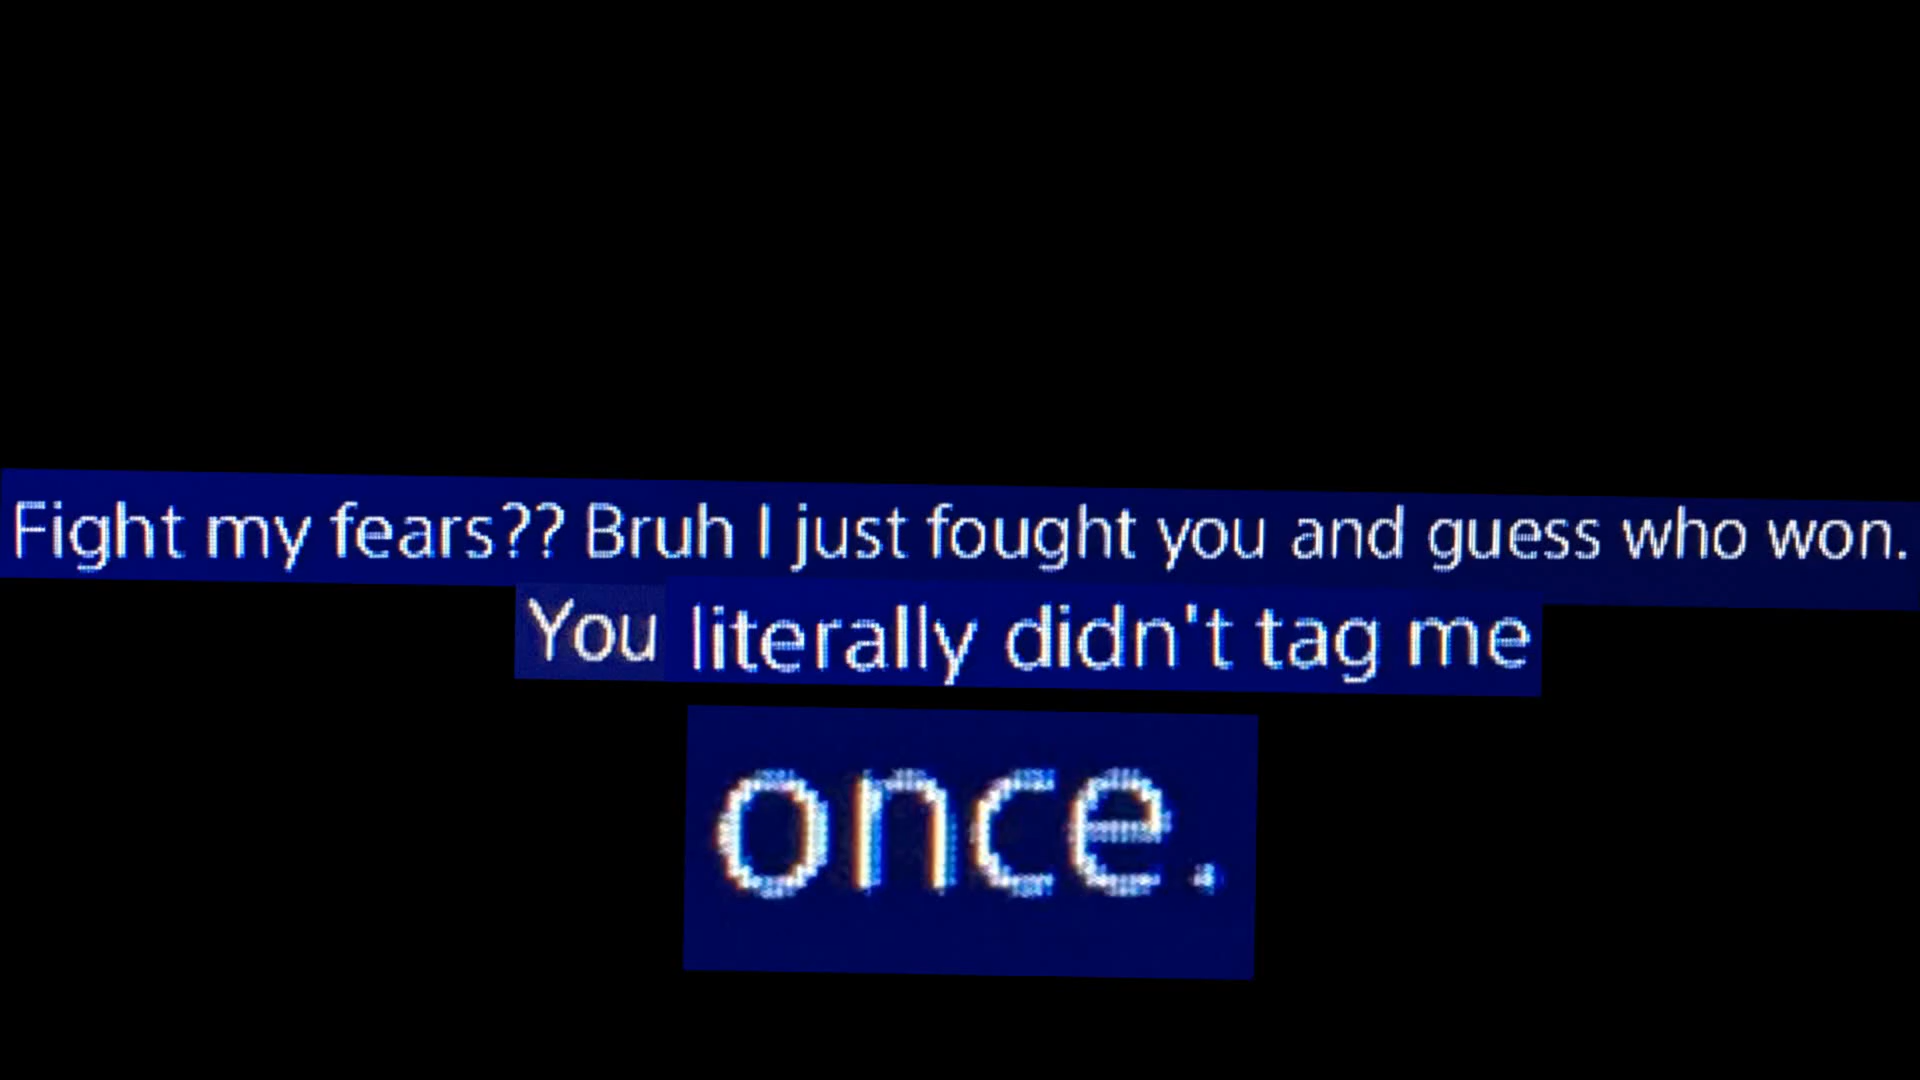 Fight my fears?? Bruh I just fought you and guess who won.
You literally didn't tag me
once.